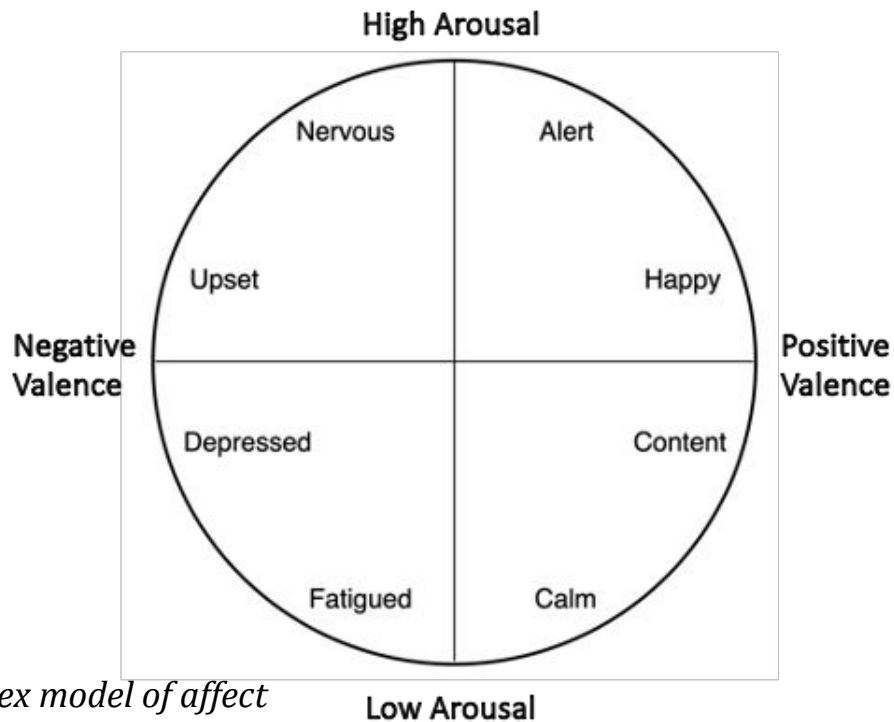 High Arousal
Nervous
Alert
Upset
Happy
Negative
Valence
Positive
Valence
Depressed
Content
Fatigued
Calm
ex model of affect
Low Arousal